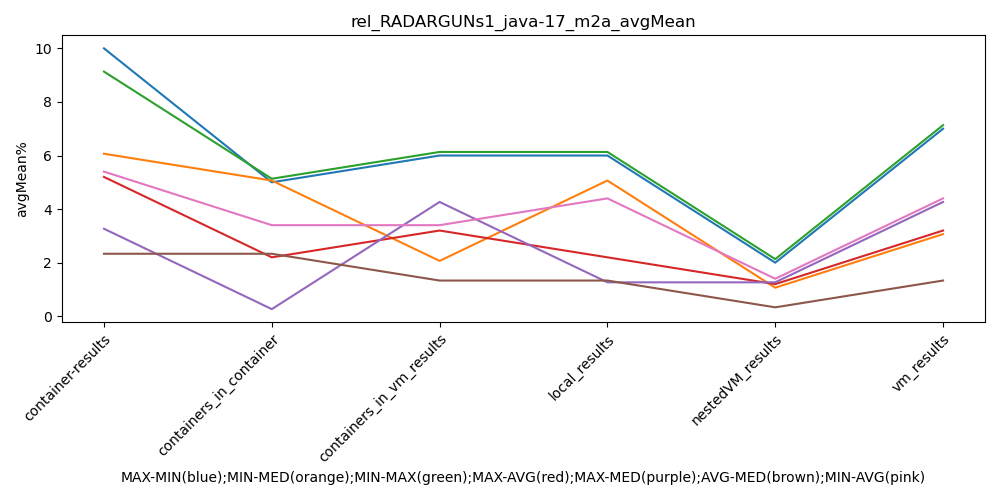 rel_RADARGUNs1_java-17_m2a_avgMean
avgMean%
10
8
6
4
2
0
container-results
containers_in_container
containers_in_vm_results
local_results
nestedVM_results
vm_results
MAX-MIN(blue);MIN-MED(orange);MIN-MAX(green);MAX-AVG(red);MAX-MED(purple);AVG-MED(brown);MIN-AVG(pink)